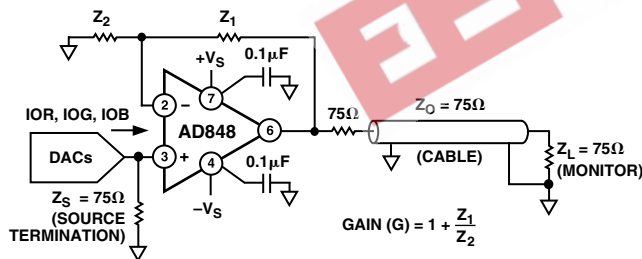 Z2
Z1
+VS
0.1µF
2
−
7
IOR, IOG, IOB
AD848
6
75Ω
ZO = 75Ω
DACs
3
+
4
0.1µF
(CABLE)
ZL = 75Ω
(MONITOR)
ZS = 75Ω
(SOURCE
TERMINATION)
−VS
GAIN (G) = 1 + Z1
Z2